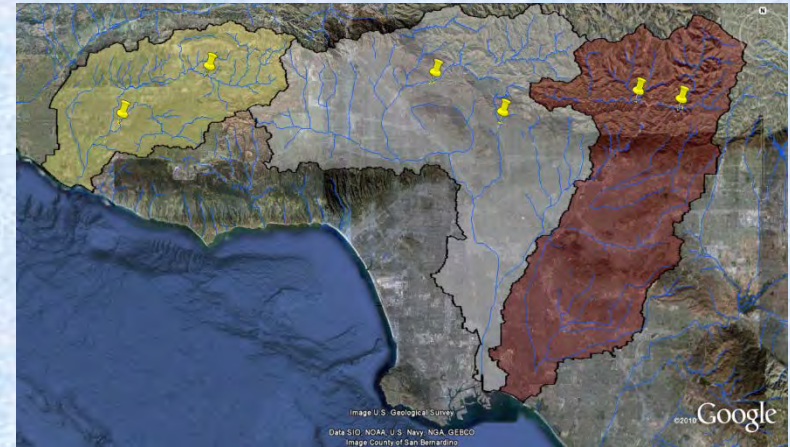 N
Image U.S. Geological Survey
©2010 Google
Data SIO, NOAA, U.S. Navy, NGA, GEBCO
Image County of San Bernardino